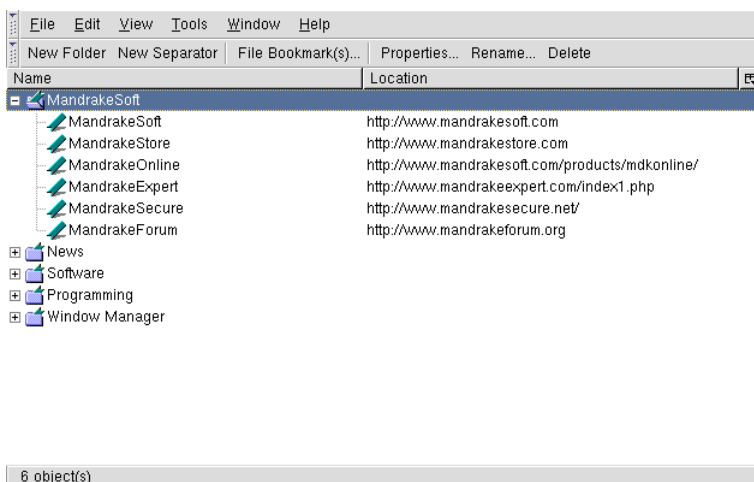 File Edit View Tools Window Help
New Folder New Separator File Bookmark(s)... Properties... Rename... Delete
Name Location
MandrakeSoft
MandrakeSoft http://www.mandrakesoft.com
MandrakeStore http://www.mandrakestore.com
MandrakeOnline http://www.mandrakesoft.com/products/mdkonline/
MandrakeExpert http://www.mandrakeexpert.com/index1.php
MandrakeSecure http://www.mandrakesecure.net/
MandrakeForum http://www.mandrakeforum.org
News
Software
Programming
Window Manager
6 object(s)